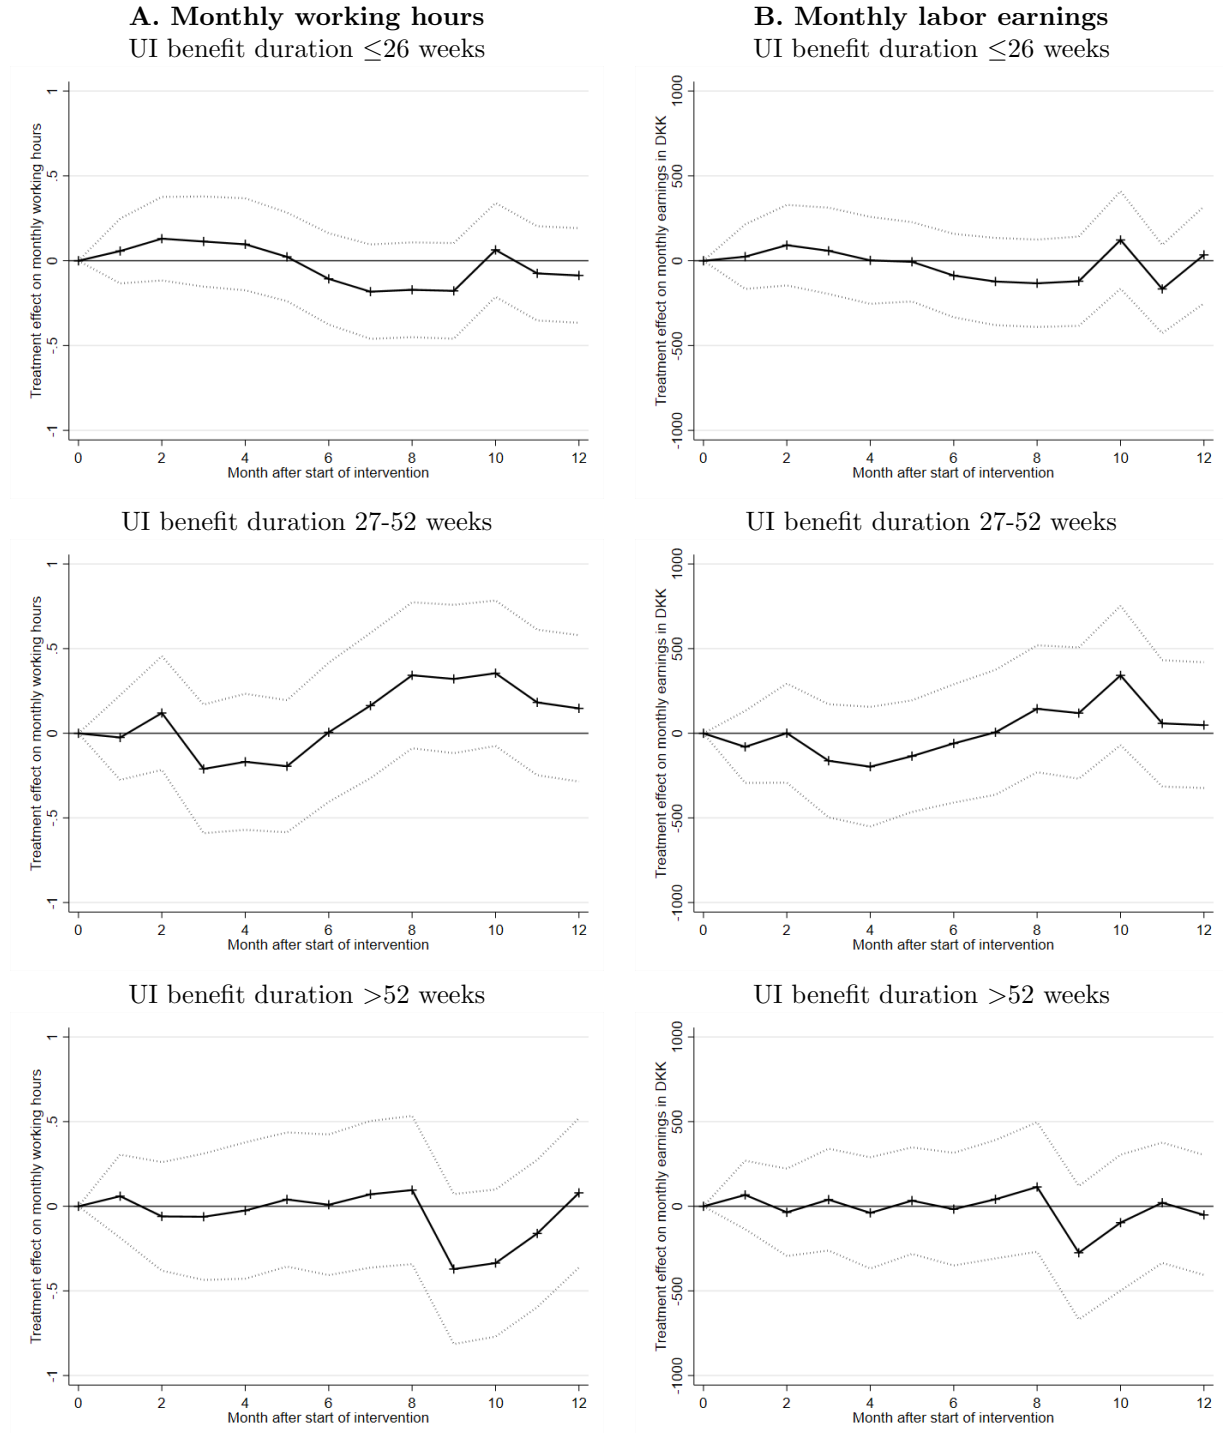 A. Monthly working hours
UI benefit duration ≤26 weeks
Treatment effect on monthly working hours
1
.5
0
-.5
-1
0 2 4 6 8 10 12
Month after start of intervention
B. Monthly labor earnings
UI benefit duration ≤26 weeks
Treatment effect on monthly earnings in DKK
1000
500
0
-500
-1000
0 2 4 6 8 10 12
Month after start of intervention
UI benefit duration 27-52 weeks
Treatment effect on monthly working hours
1
.5
0
-.5
-1
0 2 4 6 8 10 12
Month after start of intervention
UI benefit duration 27-52 weeks
Treatment effect on monthly earnings in DKK
1000
500
0
-500
-1000
0 2 4 6 8 10 12
Month after start of intervention
UI benefit duration >52 weeks
Treatment effect on monthly working hours
1
.5
0
-.5
-1
0 2 4 6 8 10 12
Month after start of intervention
UI benefit duration >52 weeks
Treatment effect on monthly earnings in DKK
1000
500
0
-500
-1000
0 2 4 6 8 10 12
Month after start of intervention